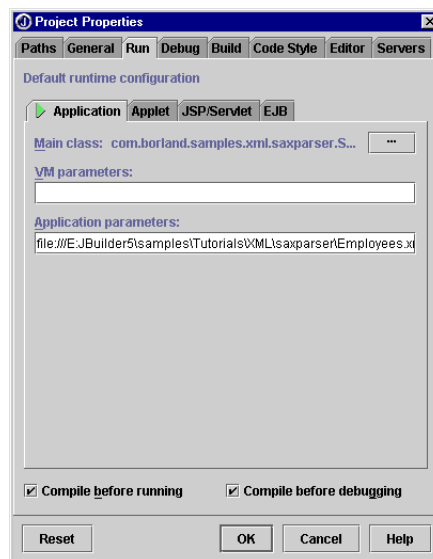 Project Properties
Paths General Run Debug Build Code Style Editor Servers
Default runtime configuration
Application Applet JSP/Servlet EJB
Main class: com.borland.samples.xml.saxparser.S... ...
VM parameters:
Application parameters:
file:///E:JBuilder5\samples\Tutorials\XML\saxparser\Employees.x
Compile before running Compile before debugging
Reset OK Cancel Help